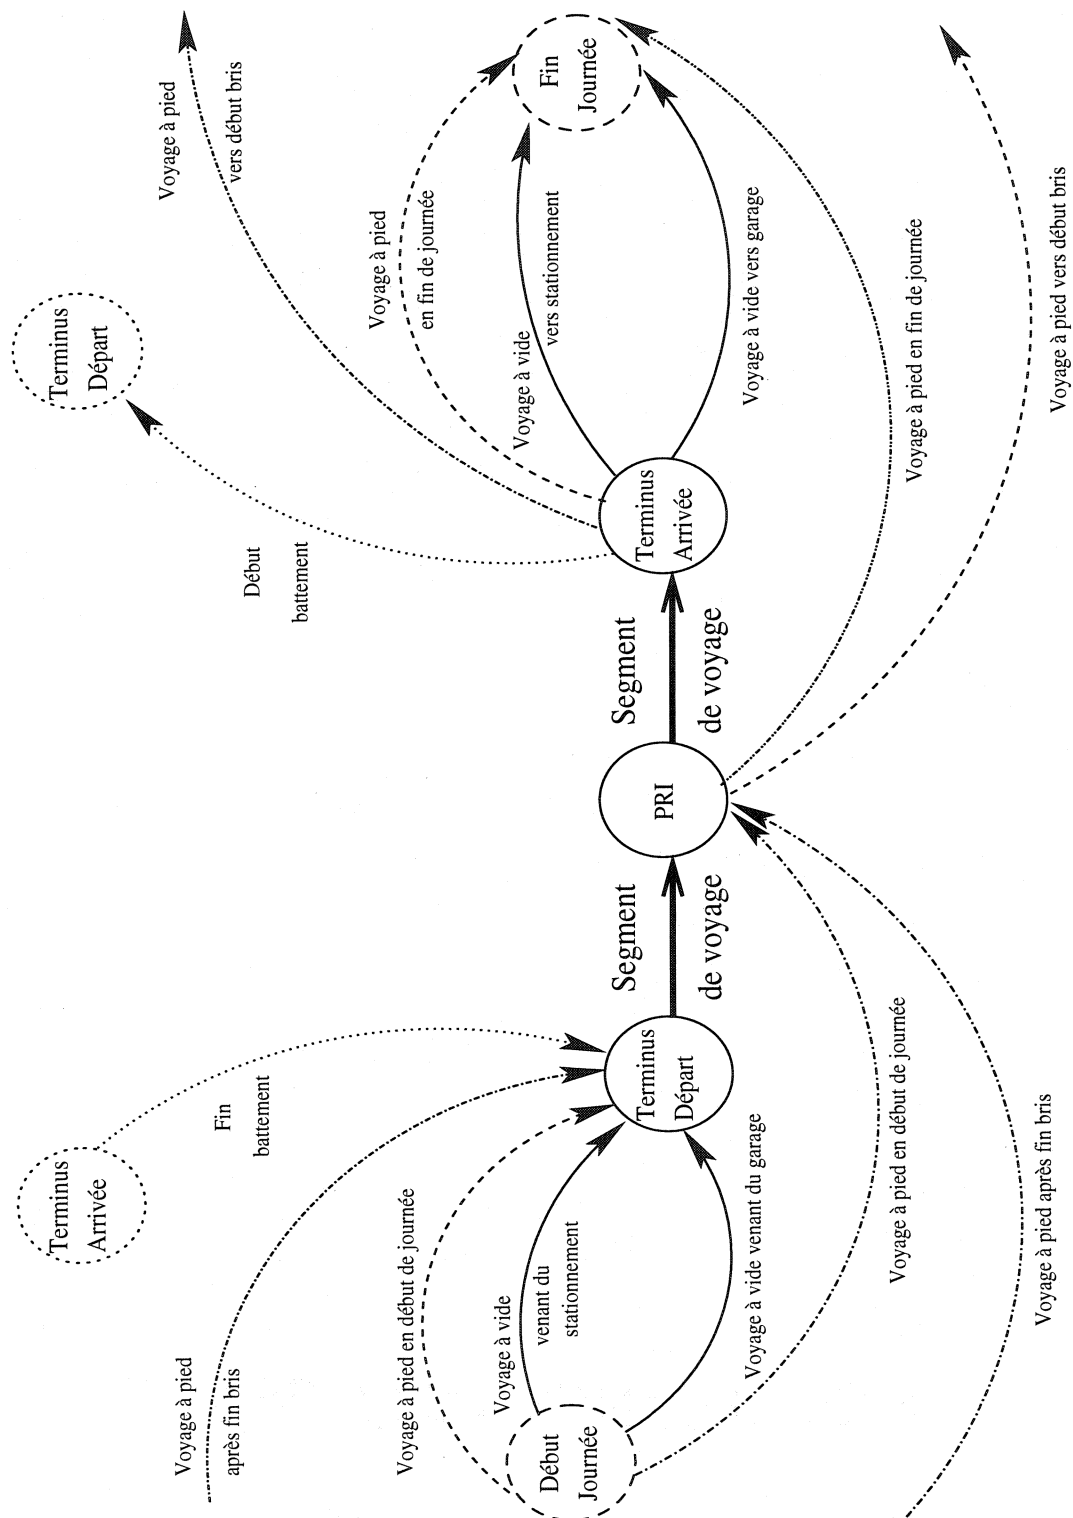 Voyage à pied
après fin bris
Terminus
Arrivée
Fin
battement
Voyage à pied en début de journée
Voyage à vide
venant du
stationnement
Début
Journée
Voyage à vide venant du garage
Voyage à pied en début de journée
Voyage à pied après fin bris
Terminus
Départ
Segment
de voyage
PRI
Segment
de voyage
Terminus
Arrivée
Début
battement
Terminus
Départ
Voyage à pied
vers début bris
Voyage à pied
en fin de journée
Voyage à vide
vers stationnement
Voyage à vide vers garage
Fin
Journée
Voyage à pied en fin de journée
Voyage à pied vers début bris